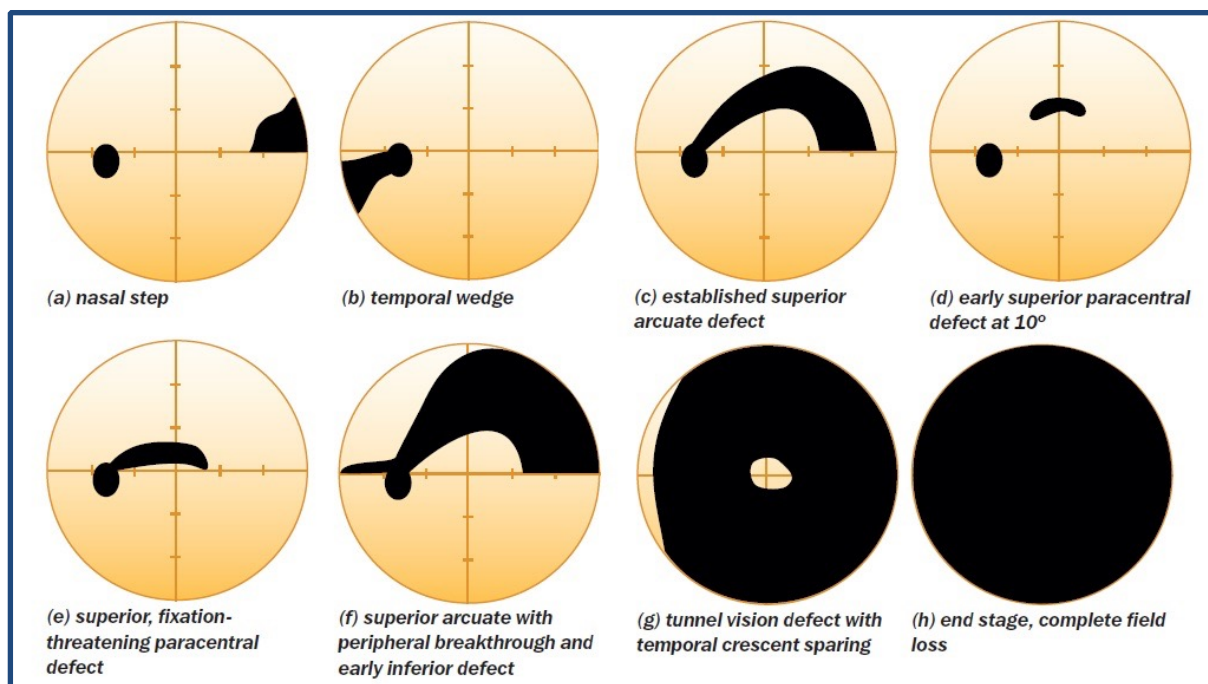 (a) nasal step
(b) temporal wedge
(c) established superior
arcuate defect
(d) early superior paracentral
defect at 10º
(e) superior, fixation-
threatening paracentral
defect
(f) superior arcuate with
peripheral breakthrough and
early inferior defect
(g) tunnel vision defect with
temporal crescent sparing
(h) end stage, complete field
loss